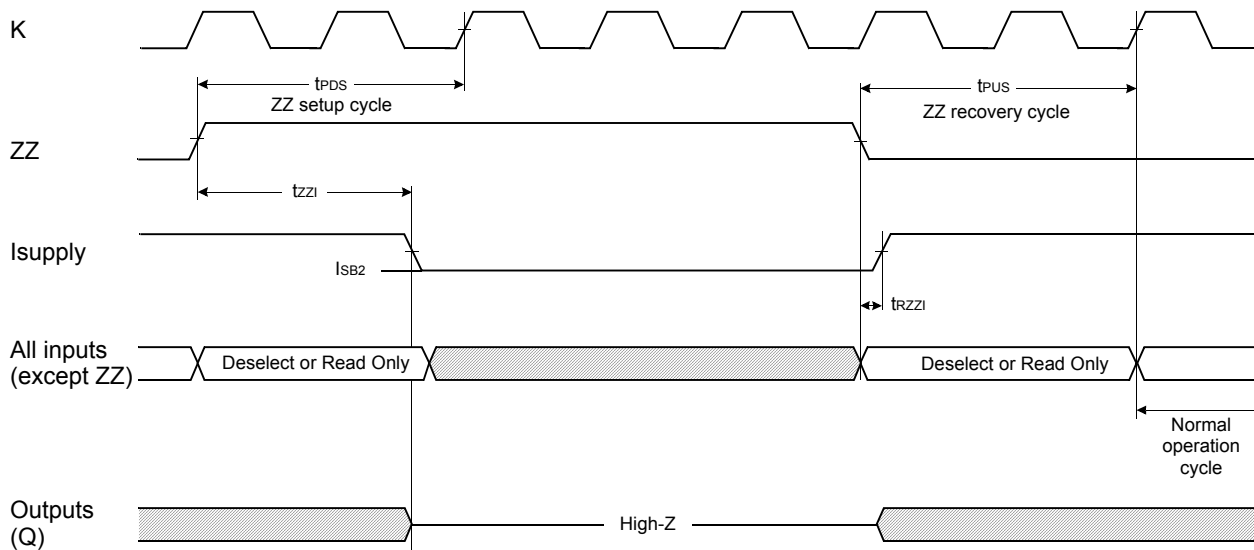 K
tPDS
ZZ setup cycle
tPUS
ZZ recovery cycle
ZZ
tZZI
Isupply
ISB2
tRZZI
All inputs
(except ZZ)
Deselect or Read Only
Deselect or Read Only
Normal
operation
cycle
Outputs
(Q)
High-Z